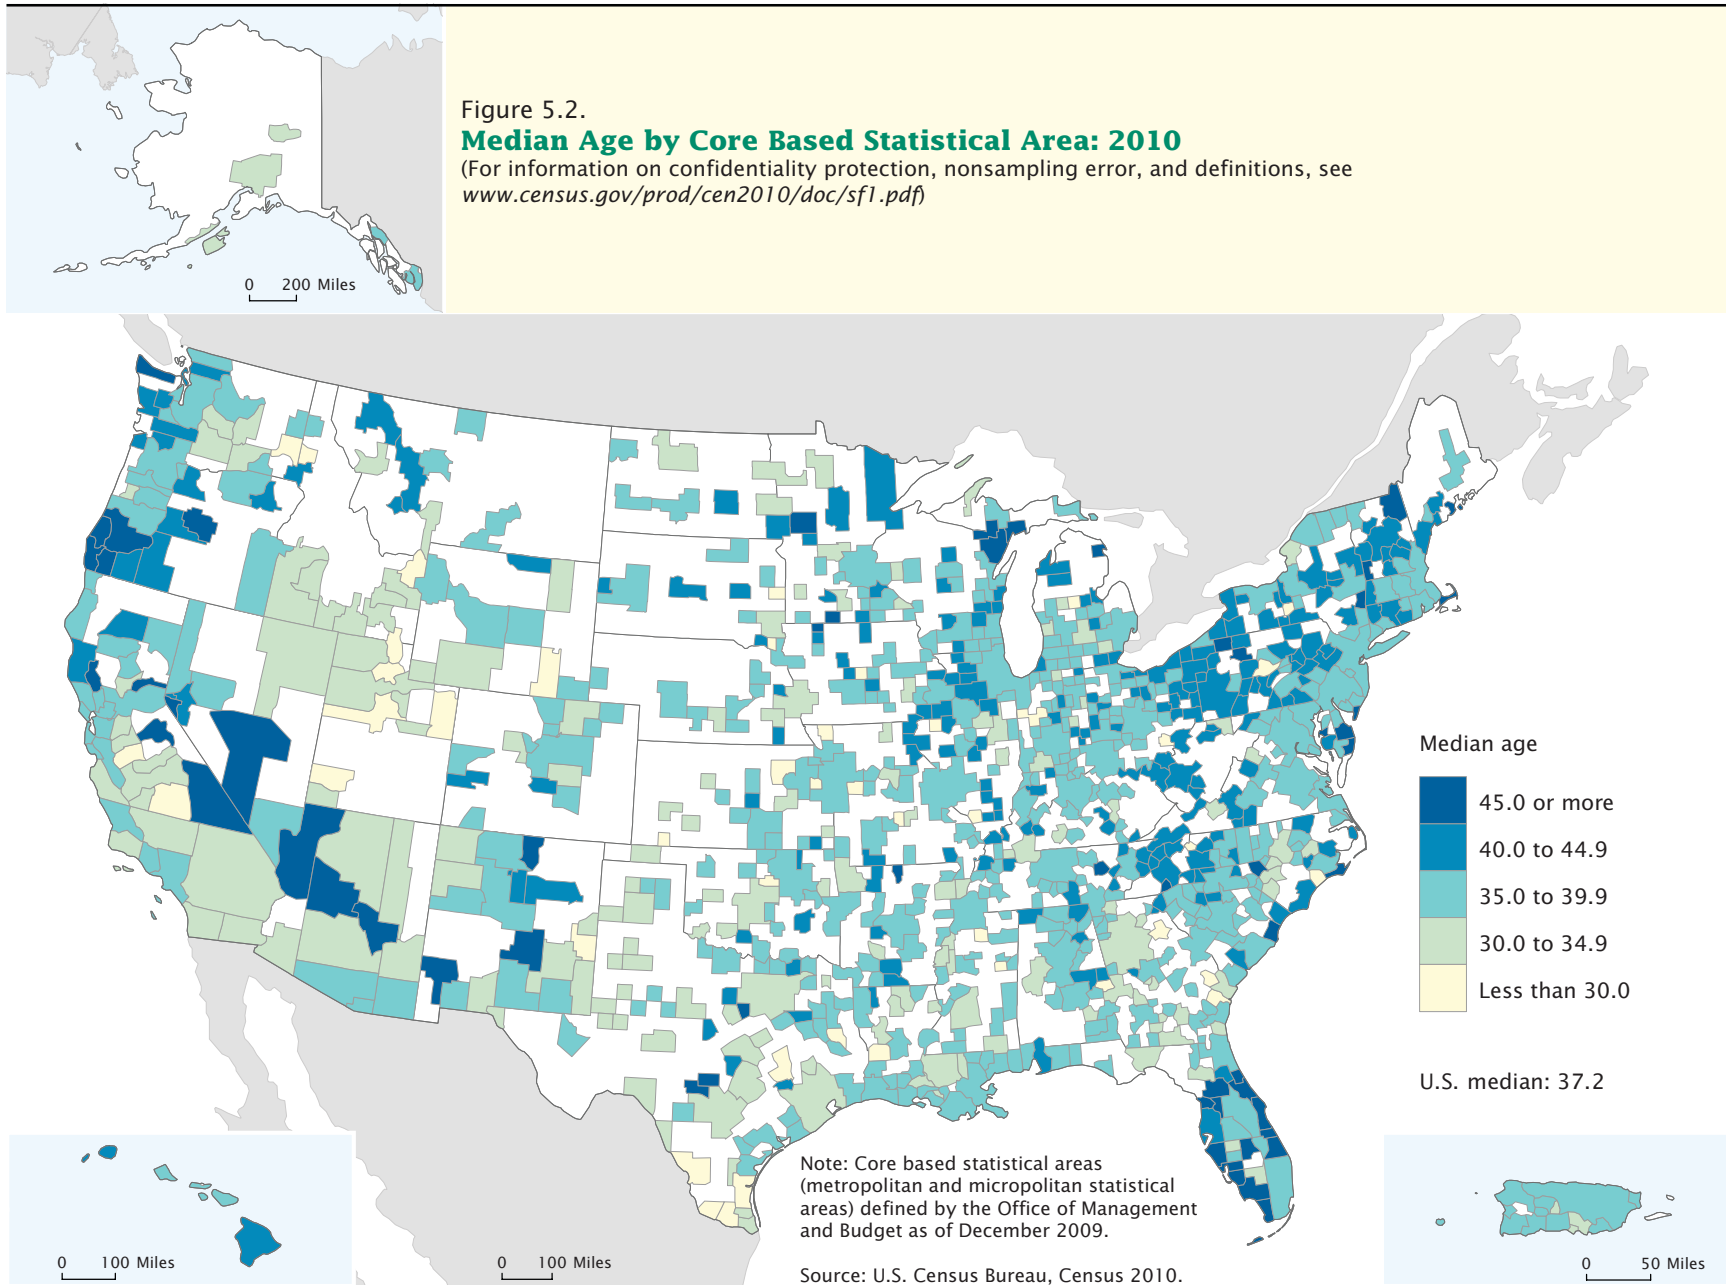 Figure 5.2.
Median Age by Core Based Statistical Area: 2010
(For information on confidentiality protection, nonsampling error, and definitions, see
www.census.gov/prod/cen2010/doc/sf1.pdf)
0 200 Miles
Median age
45.0 or more
40.0 to 44.9
35.0 to 39.9
30.0 to 34.9
Less than 30.0
U.S. median: 37.2
Note: Core based statistical areas
(metropolitan and micropolitan statistical
areas) defined by the Office of Management
and Budget as of December 2009.
Source: U.S. Census Bureau, Census 2010.
0 100 Miles
0 100 Miles
0 50 Miles